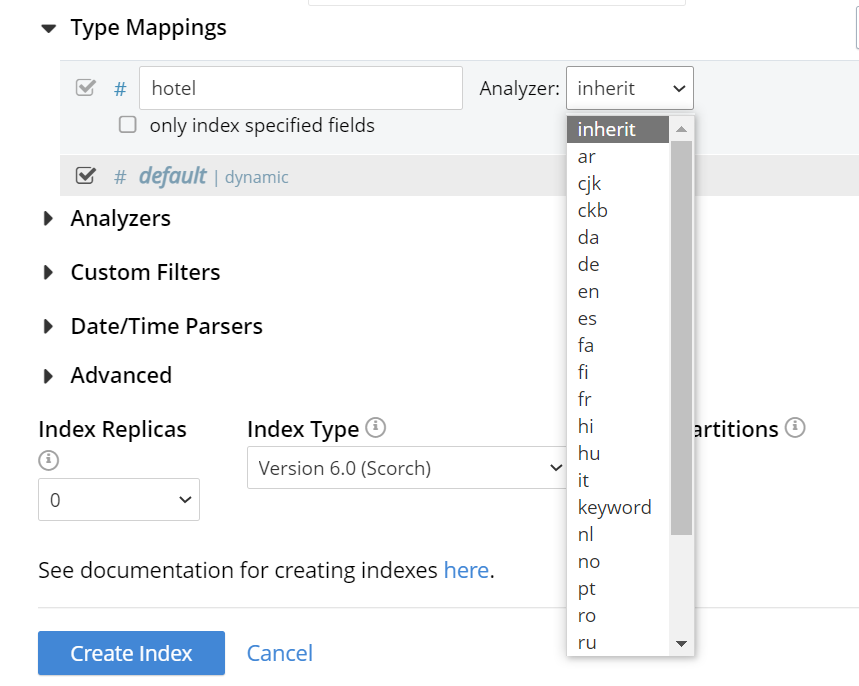 Type Mappings
# hotel Analyzer: inherit
only index specified fields
# default | dynamic
inherit
ar
cjk
ckb
da
de
en
es
fa
fi
fr
hi
hu
it
keyword
nl
no
pt
ro
ru
Analyzers
Custom Filters
Date/Time Parsers
Advanced
Index Replicas
0
Index Type
Version 6.0 (Scorch)
artitions
See documentation for creating indexes here.
Create Index Cancel